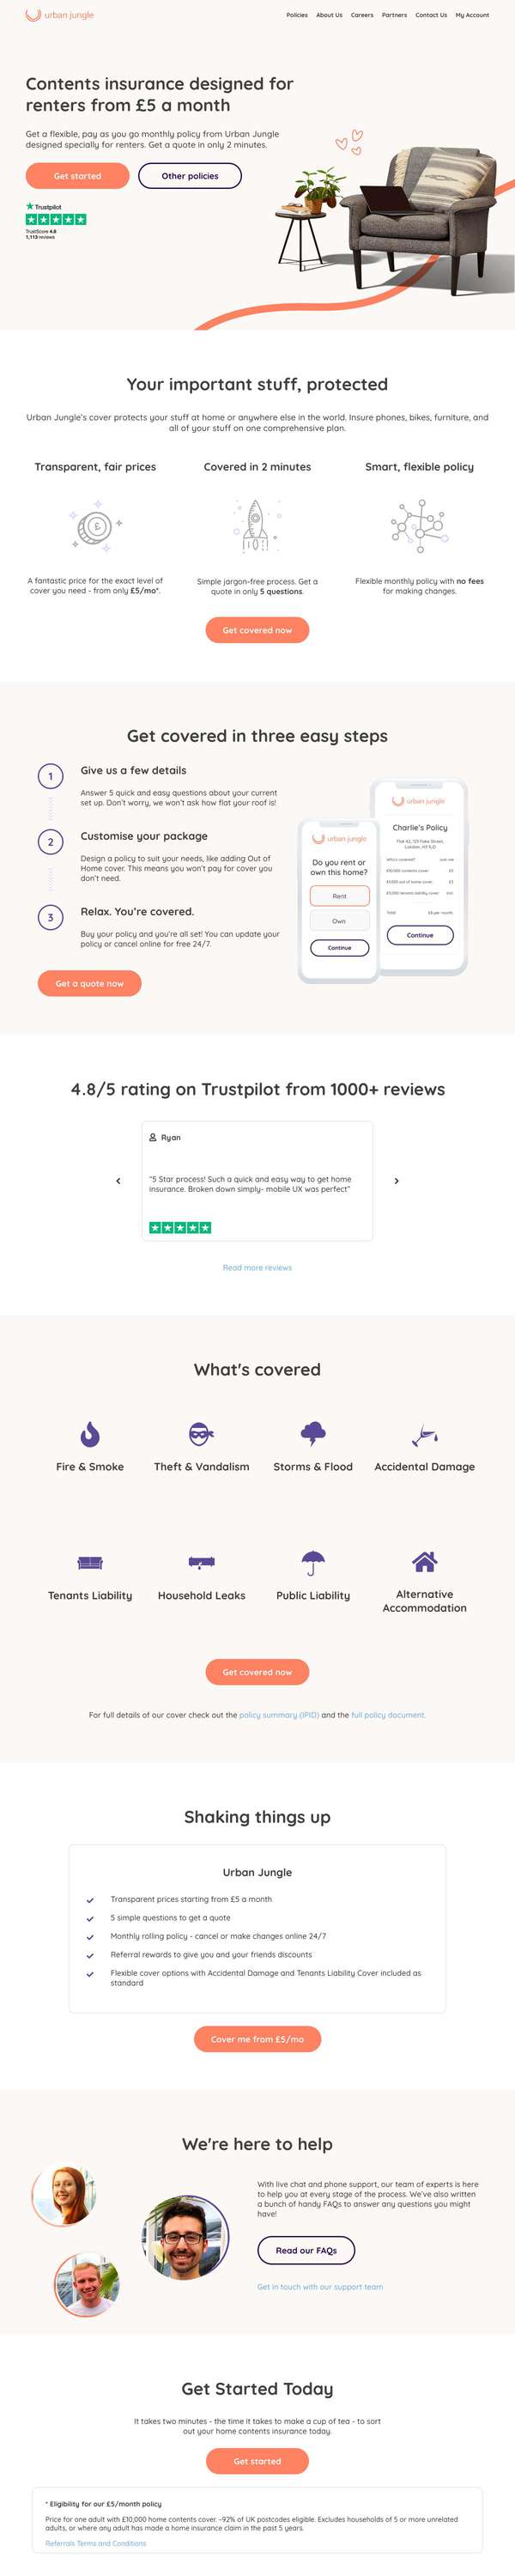 urban jungle
Policies About Us Careers Partners Contact Us My Account
Contents insurance designed for
renters from £5 a month
Get a flexible, pay as you go monthly policy from Urban Jungle
designed specially for renters. Get a quote in only 2 minutes.
Get started
Other policies
Trustpilot
TrustScore 4.8
1,113 reviews
Your important stuff, protected
Urban Jungle's cover protects your stuff at home or anywhere else in the world. Insure phones, bikes, furniture, and
all of your stuff on one comprehensive plan.
Transparent, fair prices
Covered in 2 minutes
Smart, flexible policy
£
A fantastic price for the exact level of
cover you need - from only £5/mo*.
Simple jargon-free process. Get a
quote in only 5 questions.
Flexible monthly policy with no fees
for making changes.
Get covered now
Get covered in three easy steps
1
Give us a few details
Answer 5 quick and easy questions about your current
set up. Don't worry, we won't ask how flat your roof is!
2
Customise your package
Design a policy to suit your needs, like adding Out of
Home cover. This means you won't pay for cover you
don't need.
3
Relax. You're covered.
Buy your policy and you're all set! You can update your
policy or cancel online for free 24/7.
Get a quote now
urban jungle
Do you rent or
own this home?
Rent
Own
Continue
urban jungle
Charlie's Policy
Continue
4.8/5 rating on Trustpilot from 1000+ reviews
Ryan
"5 Star process! Such a quick and easy way to get home
insurance. Broken down simply- mobile UX was perfect"
Read more reviews
What's covered
Fire & Smoke
Theft & Vandalism
Storms & Flood
Accidental Damage
Tenants Liability
Household Leaks
Public Liability
Alternative
Accommodation
Get covered now
For full details of our cover check out the policy summary (IPID) and the full policy document.
Shaking things up
Urban Jungle
Transparent prices starting from £5 a month
5 simple questions to get a quote
Monthly rolling policy - cancel or make changes online 24/7
Referral rewards to give you and your friends discounts
Flexible cover options with Accidental Damage and Tenants Liability Cover included as
standard
Cover me from £5/mo
We're here to help
With live chat and phone support, our team of experts is here
to help you at every stage of the process. We've also written
a bunch of handy FAQs to answer any questions you might
have!
Read our FAQs
Get in touch with our support team
Get Started Today
It takes two minutes - the time it takes to make a cup of tea - to sort
out your home contents insurance today.
Get started
* Eligibility for our £5/month policy
Price for one adult with £10,000 home contents cover. ~92% of UK postcodes eligible. Excludes households of 5 or more unrelated
adults, or where any adult has made a home insurance claim in the past 5 years.
Referrals Terms and Conditions